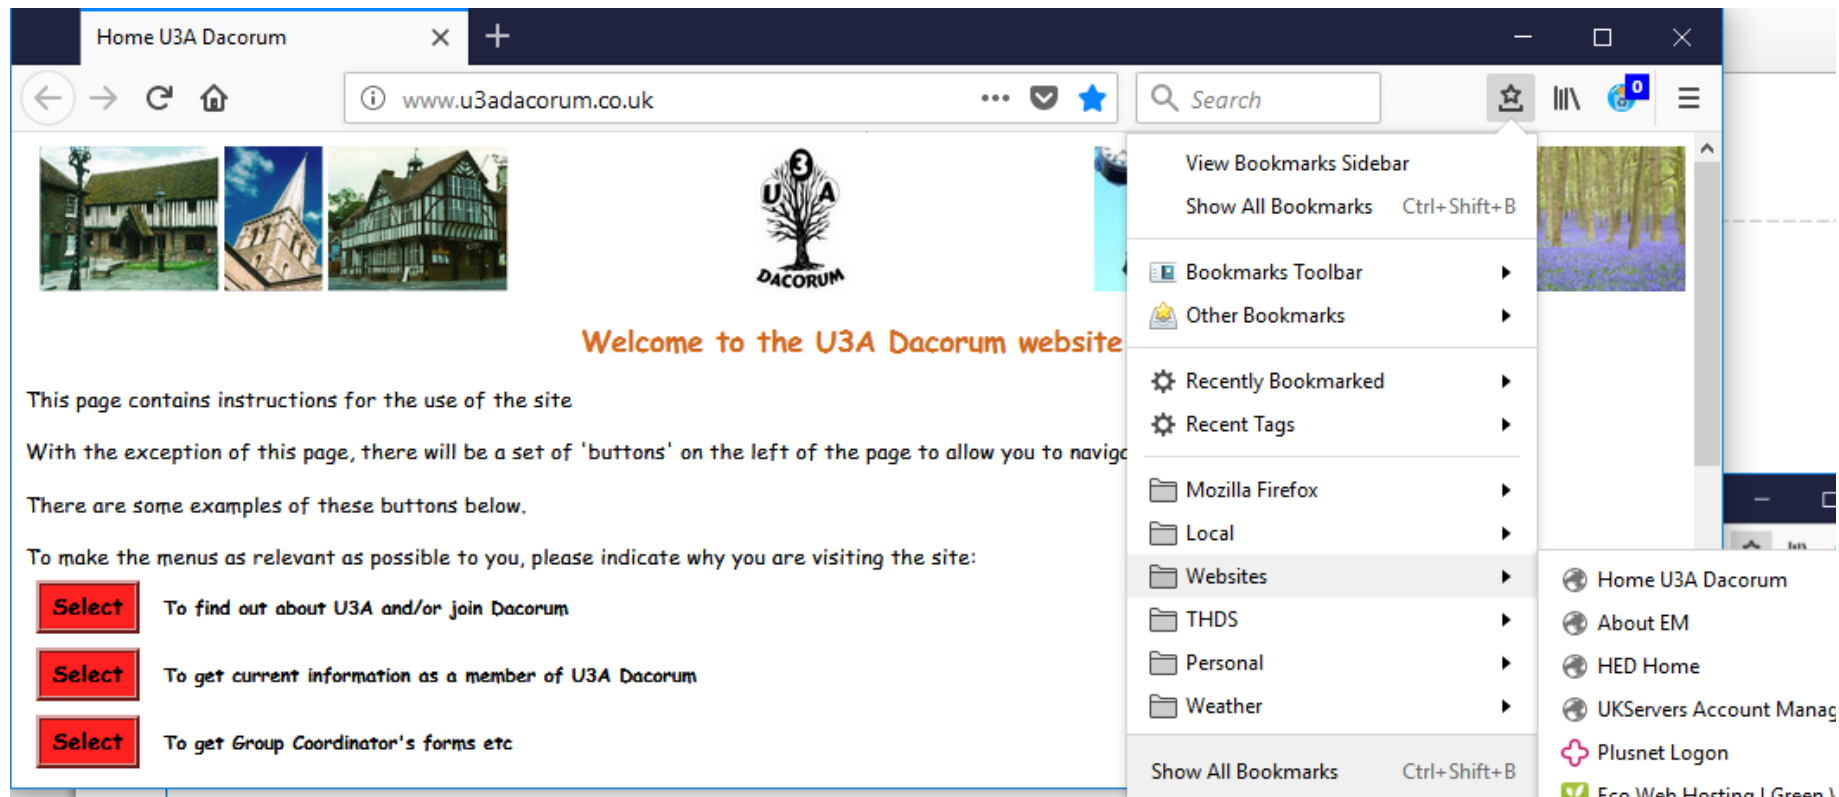 Home U3A Dacorum
www.u3adacorum.co.uk
Search
0
3
U A
DACORUM
Welcome to the U3A Dacorum website
This page contains instructions for the use of the site
With the exception of this page, there will be a set of 'buttons' on the left of the page to allow you to naviga
There are some examples of these buttons below.
To make the menus as relevant as possible to you, please indicate why you are visiting the site:
Select To find out about U3A and/or join Dacorum
Select To get current information as a member of U3A Dacorum
Select To get Group Coordinator's forms etc
View Bookmarks Sidebar
Show All Bookmarks Ctrl+Shift+B
Bookmarks Toolbar
Other Bookmarks
Recently Bookmarked
Recent Tags
Mozilla Firefox
Local
Websites
THDS
Personal
Weather
Show All Bookmarks Ctrl+Shift+B
Home U3A Dacorum
About EM
HED Home
UKServers Account Manag
Plusnet Logon
Eco Web Hosting | Green